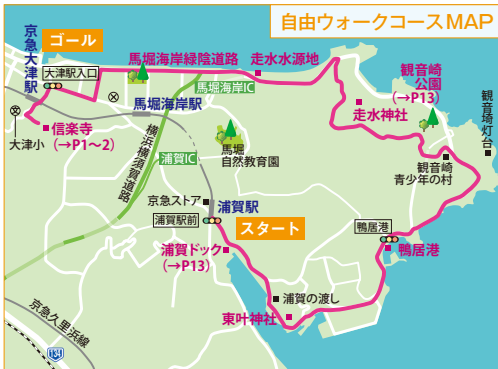 自由ウォークコースMAP
ゴール
京急大津駅
大津駅入口
馬堀海岸緑陰道路
走水水源地
観音崎
公園
(→P13)
走水神社
観音埼灯台
馬堀海岸IC
馬堀海岸駅
文
大津小
信楽寺
(→P1〜2)
横浜横須賀道路
馬堀
自然教育園
浦賀IC
観音崎
青少年の村
京急ストア
浦賀駅
浦賀駅前
スタート
鴨居港
鴨居港
浦賀ドック
(→P13)
浦賀の渡し
東叶神社
京急久里浜線
134